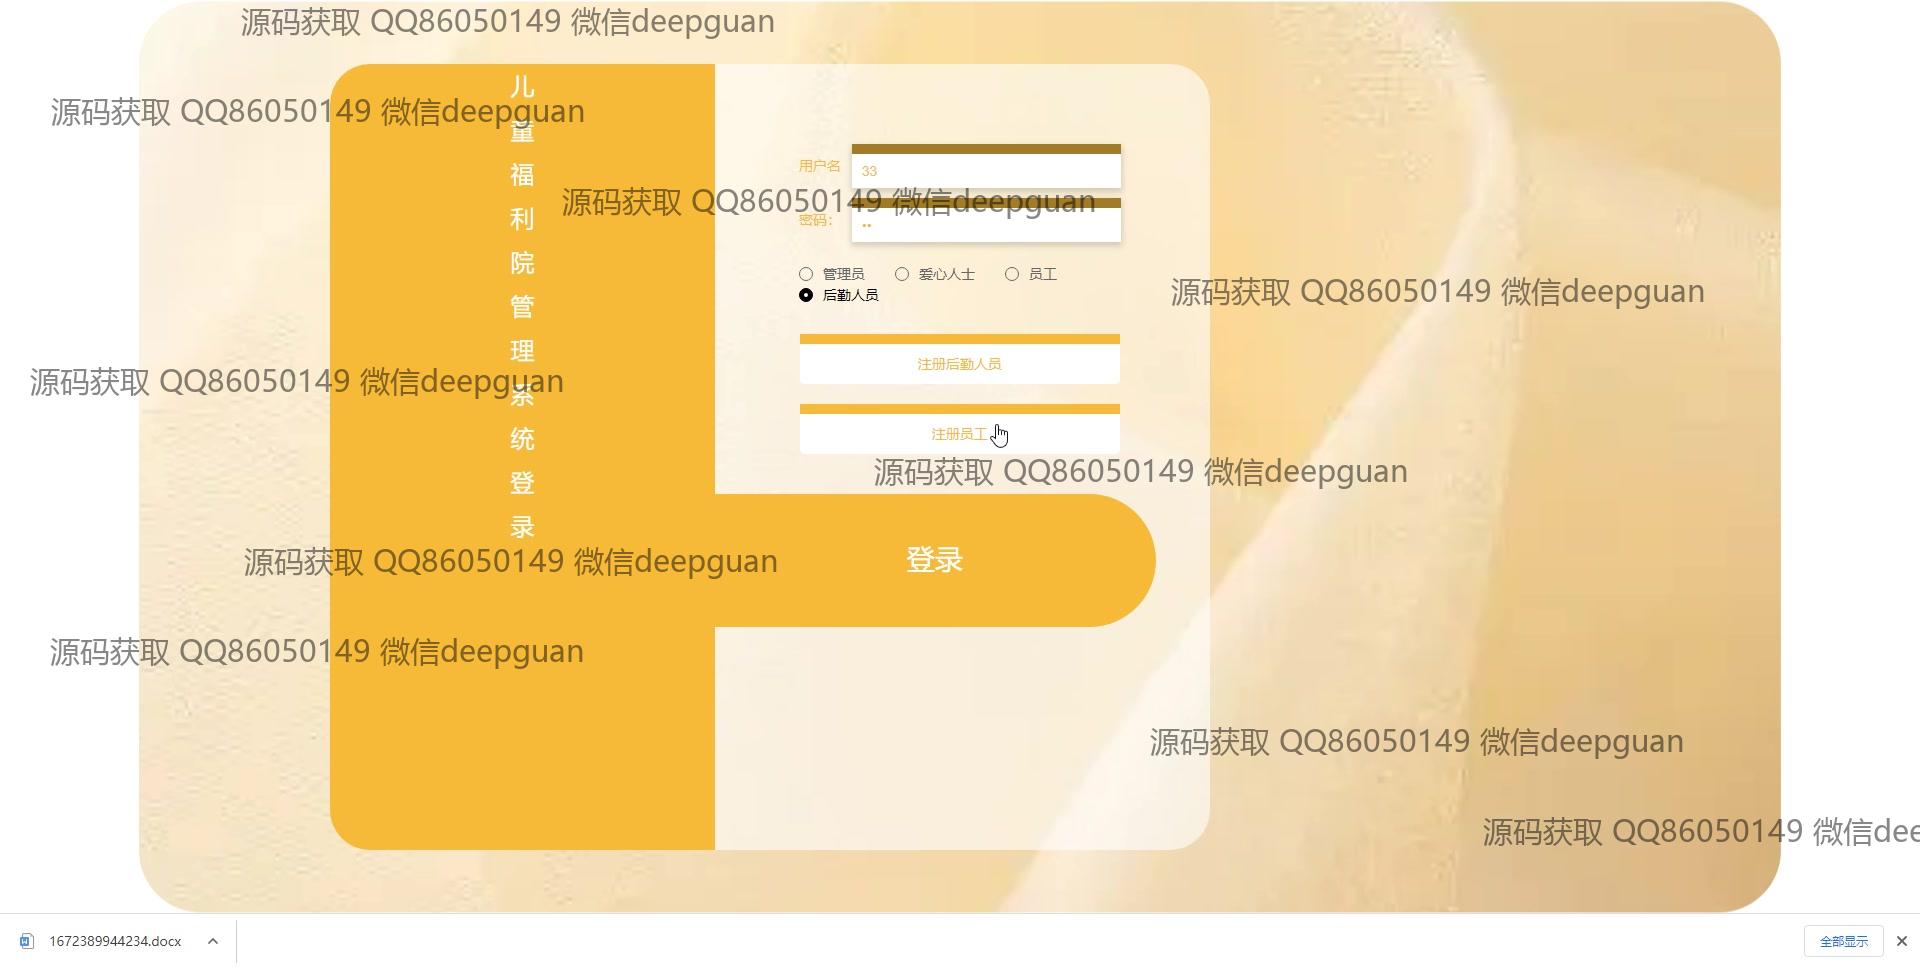 源码获取 QQ86050149 微信deepguan
儿
童
福
利
院
管
理
系
统
登
录
源码获取 QQ86050149 微信deepguan
用户名
33
源码获取 QQ86050149 微信deepguan
密码:
••
管理员
爱心人士
员工
后勤人员
源码获取 QQ86050149 微信deepguan
注册后勤人员
源码获取 QQ86050149 微信deepguan
注册员工
源码获取 QQ86050149 微信deepguan
登录
源码获取 QQ86050149 微信deepguan
源码获取 QQ86050149 微信deepguan
源码获取 QQ86050149 微信deepguan
源码获取 QQ86050149 微信dee
1672389944234.docx
全部显示